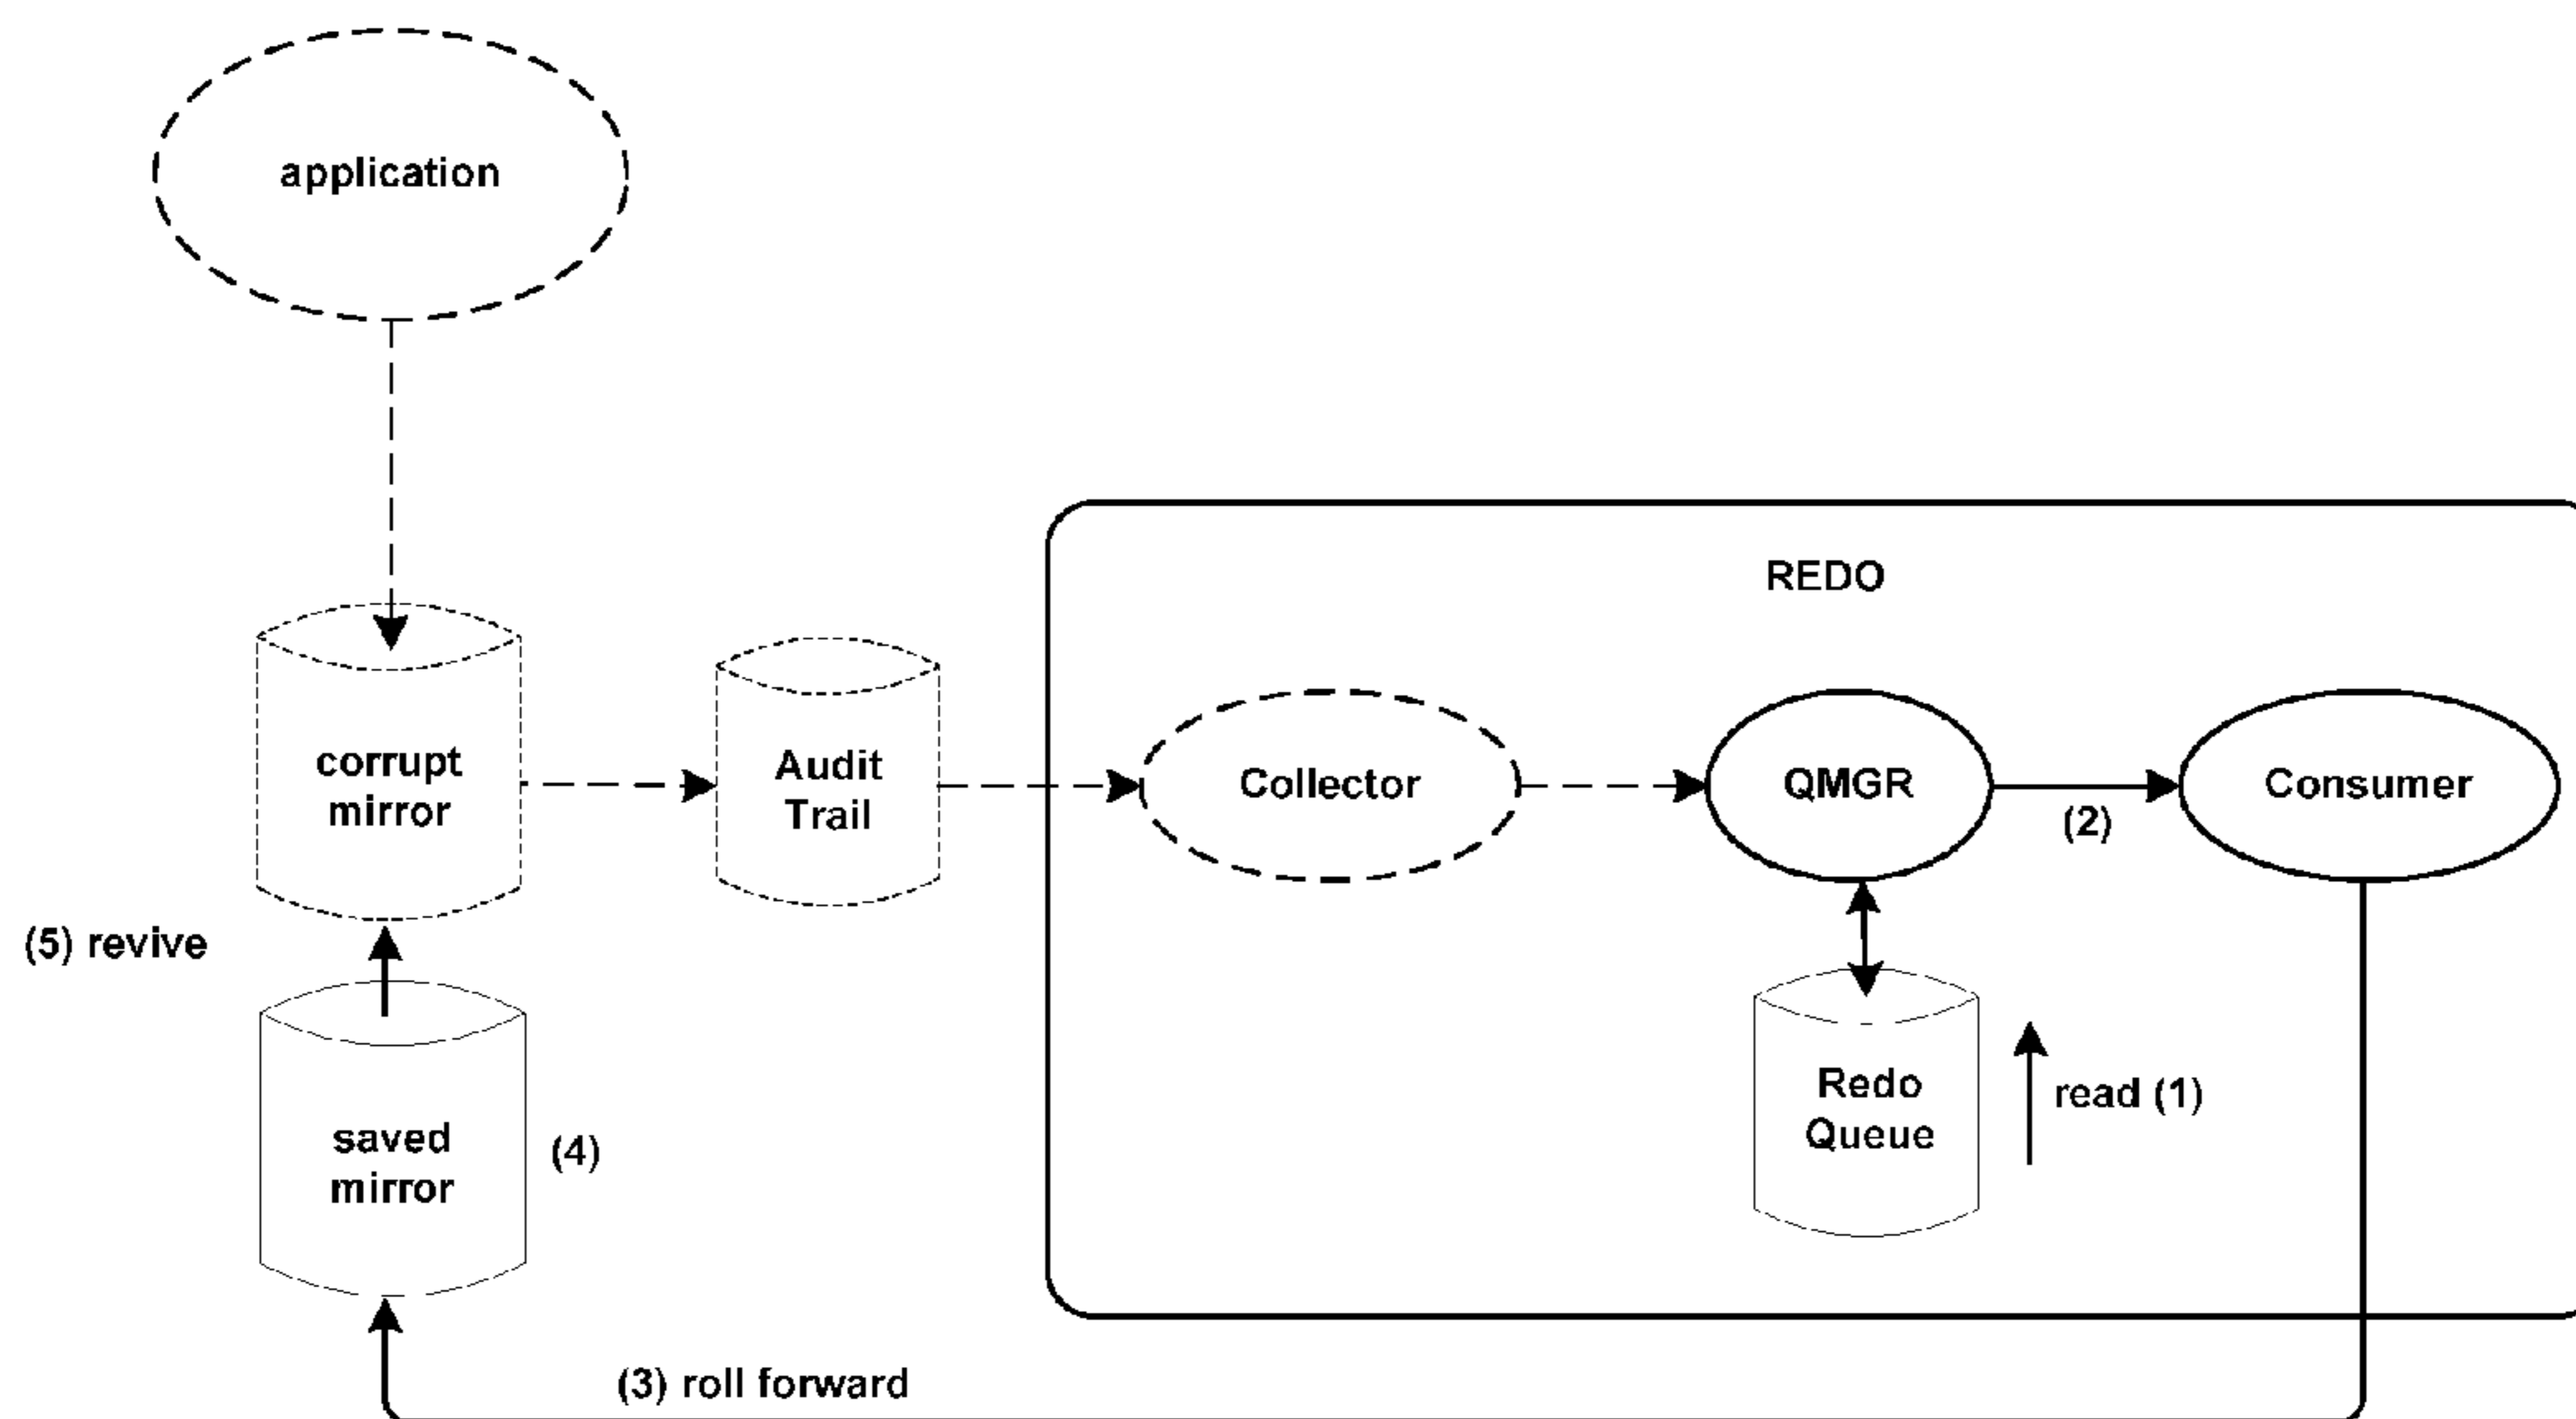 application
REDO
corrupt
mirror
Audit
Trail
Collector
QMGR
(2)
Consumer
(5) revive
saved
mirror
(4)
Redo
Queue
read (1)
(3) roll forward